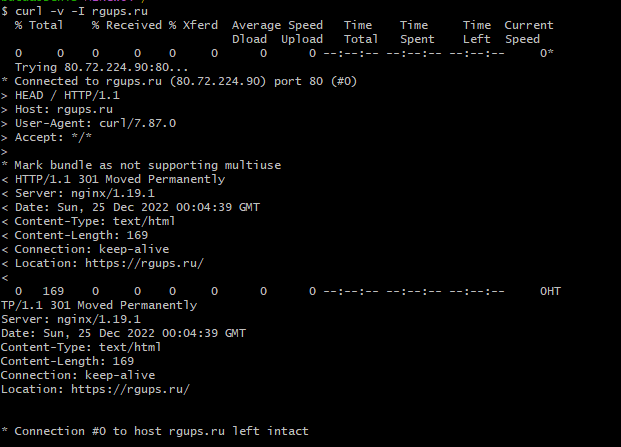 $ curl -v -I rgups.ru
  % Total    % Received % Xferd  Average Speed   Time    Time     Time  Current
                                 Dload  Upload   Total   Spent    Left  Speed
  0     0    0     0    0     0      0      0 --:--:-- --:--:-- --:--:--     0*
  Trying 80.72.224.90:80...
* Connected to rgups.ru (80.72.224.90) port 80 (#0)
> HEAD / HTTP/1.1
> Host: rgups.ru
> User-Agent: curl/7.87.0
> Accept: */*
>
* Mark bundle as not supporting multiuse
< HTTP/1.1 301 Moved Permanently
< Server: nginx/1.19.1
< Date: Sun, 25 Dec 2022 00:04:39 GMT
< Content-Type: text/html
< Content-Length: 169
< Connection: keep-alive
< Location: https://rgups.ru/
<
  0   169    0     0    0     0      0      0 --:--:-- --:--:-- --:--:--     0HT
TP/1.1 301 Moved Permanently
Server: nginx/1.19.1
Date: Sun, 25 Dec 2022 00:04:39 GMT
Content-Type: text/html
Content-Length: 169
Connection: keep-alive
Location: https://rgups.ru/
* Connection #0 to host rgups.ru left intact